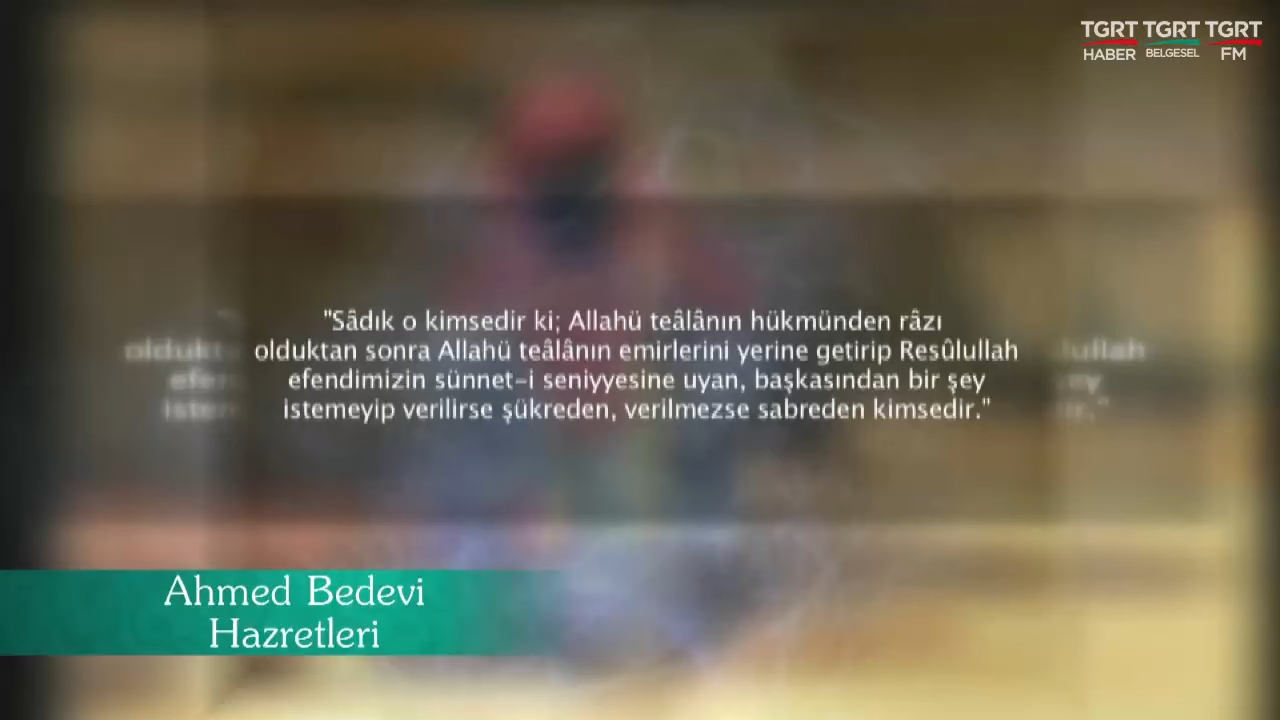 TGRT TGRT TGRT
HABER BELGESEL FM
"Sâdık o kimsedir ki; Allahü teâlânın hükmünden râzı
olduktan sonra Allahü teâlânın emirlerini yerine getirip Resûlullah
efendimizin sünnet-i seniyyesine uyan, başkasından bir şey
istemeyip verilirse şükreden, verilmezse sabreden kimsedir."
Ahmed Bedevi
Hazretleri